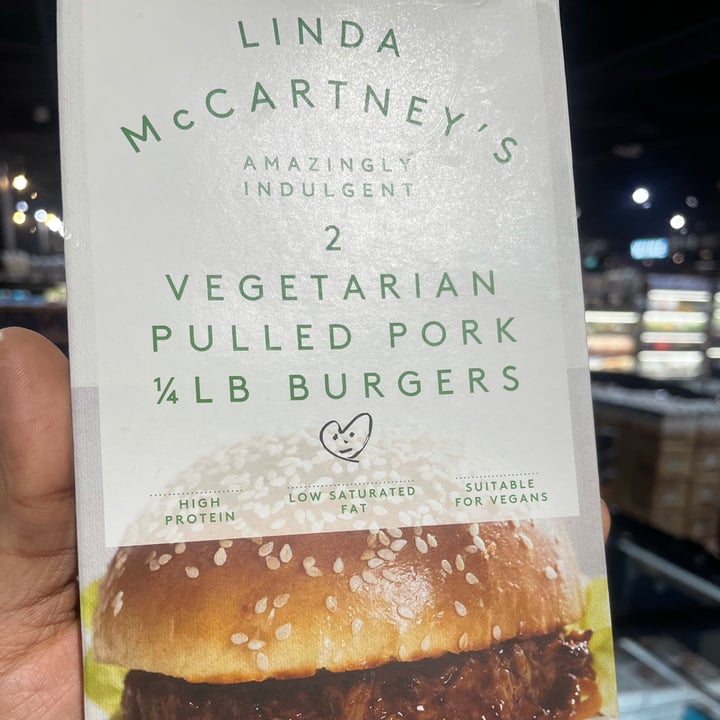 LINDA
McCARTNEY'S
AMAZINGLY
INDULGENT
2
VEGETARIAN
PULLED PORK
¼ LB BURGERS
HIGH
PROTEIN
LOW SATURATED
FAT
SUITABLE
FOR VEGANS